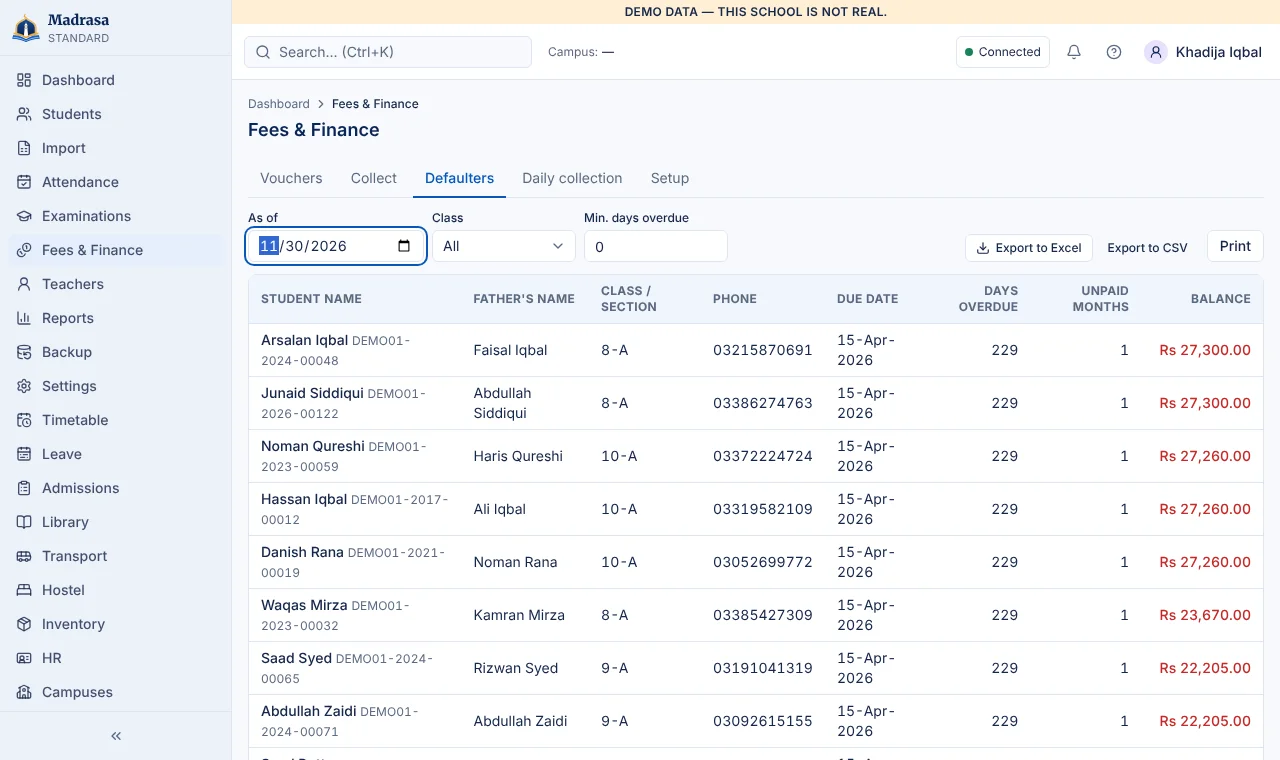 DEMO DATA — THIS SCHOOL IS NOT REAL.
Madrasa
STANDARD
Search... (Ctrl+K)
Campus: —
Connected
Khadija Iqbal
Dashboard
Students
Import
Attendance
Examinations
Fees & Finance
Teachers
Reports
Backup
Settings
Timetable
Leave
Admissions
Library
Transport
Hostel
Inventory
HR
Campuses
«
Dashboard > Fees & Finance
Fees & Finance
Vouchers Collect Defaulters Daily collection Setup
As of Class Min. days overdue
11/30/2026 All 0 Export to Excel Export to CSV Print
STUDENT NAME FATHER'S NAME CLASS / SECTION PHONE DUE DATE DAYS OVERDUE UNPAID MONTHS BALANCE
Arsalan Iqbal DEMO01-2024-00048 Faisal Iqbal 8-A 03215870691 15-Apr-2026 229 1 Rs 27,300.00
Junaid Siddiqui DEMO01-2026-00122 Abdullah Siddiqui 8-A 03386274763 15-Apr-2026 229 1 Rs 27,300.00
Noman Qureshi DEMO01-2023-00059 Haris Qureshi 10-A 03372224724 15-Apr-2026 229 1 Rs 27,260.00
Hassan Iqbal DEMO01-2017-00012 Ali Iqbal 10-A 03319582109 15-Apr-2026 229 1 Rs 27,260.00
Danish Rana DEMO01-2021-00019 Noman Rana 10-A 03052699772 15-Apr-2026 229 1 Rs 27,260.00
Waqas Mirza DEMO01-2023-00032 Kamran Mirza 8-A 03385427309 15-Apr-2026 229 1 Rs 23,670.00
Saad Syed DEMO01-2024-00065 Rizwan Syed 9-A 03191041319 15-Apr-2026 229 1 Rs 22,205.00
Abdullah Zaidi DEMO01-2024-00071 Abdullah Zaidi 9-A 03092615155 15-Apr-2026 229 1 Rs 22,205.00